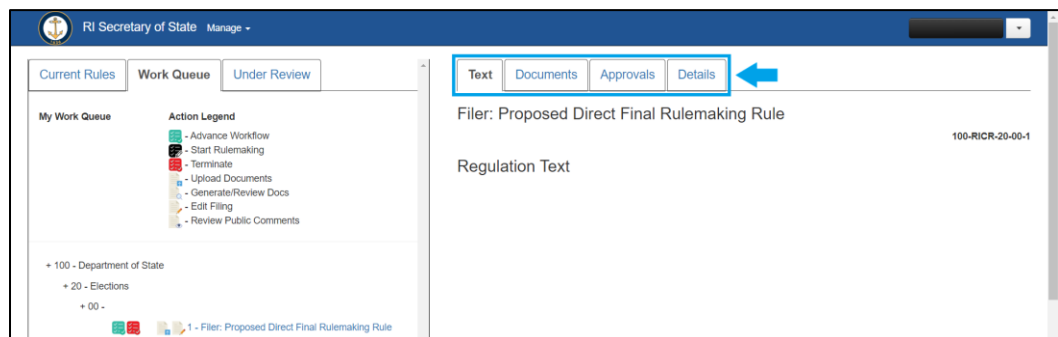 RI Secretary of State Manage
Current Rules Work Queue Under Review
My Work Queue
Action Legend
- Advance Workflow
- Start Rulemaking
- Terminate
- Upload Documents
- Generate/Review Docs
- Edit Filing
- Review Public Comments
+ 100 - Department of State
+ 20 - Elections
+ 00 -
1 - Filer: Proposed Direct Final Rulemaking Rule
Text Documents Approvals Details
Filer: Proposed Direct Final Rulemaking Rule
100-RICR-20-00-1
Regulation Text